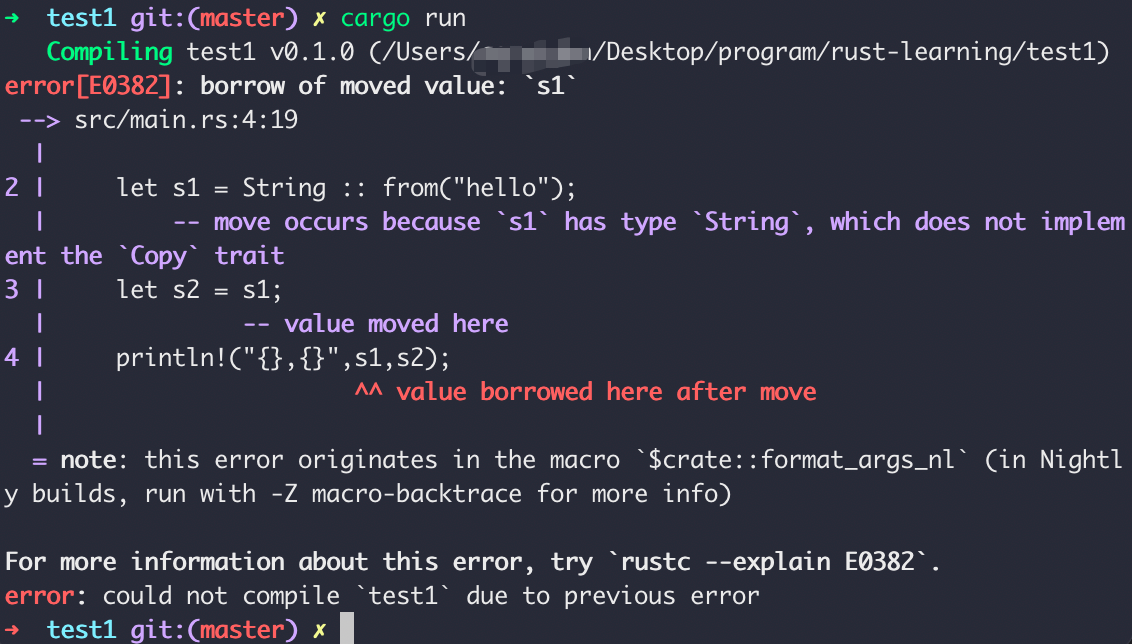 ➜  test1 git:(master) ✗ cargo run
   Compiling test1 v0.1.0 (/Users/ /Desktop/program/rust-learning/test1)
error[E0382]: borrow of moved value: `s1`
 --> src/main.rs:4:19
  |
2 |     let s1 = String :: from("hello");
  |         -- move occurs because `s1` has type `String`, which does not implem
ent the `Copy` trait
3 |     let s2 = s1;
  |              -- value moved here
4 |     println!("{},{}",s1,s2);
  |                      ^^ value borrowed here after move
  |
  = note: this error originates in the macro `$crate::format_args_nl` (in Nightl
y builds, run with -Z macro-backtrace for more info)
For more information about this error, try `rustc --explain E0382`.
error: could not compile `test1` due to previous error
➜  test1 git:(master) ✗